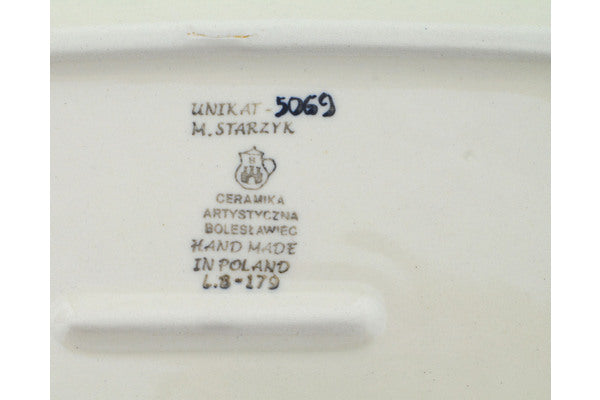 UNIKAT - 5069
M. STARZYK
CERAMIKA
ARTYSTYCZNA
BOLESŁAWIEC
HAND MADE
IN POLAND
L.B-179